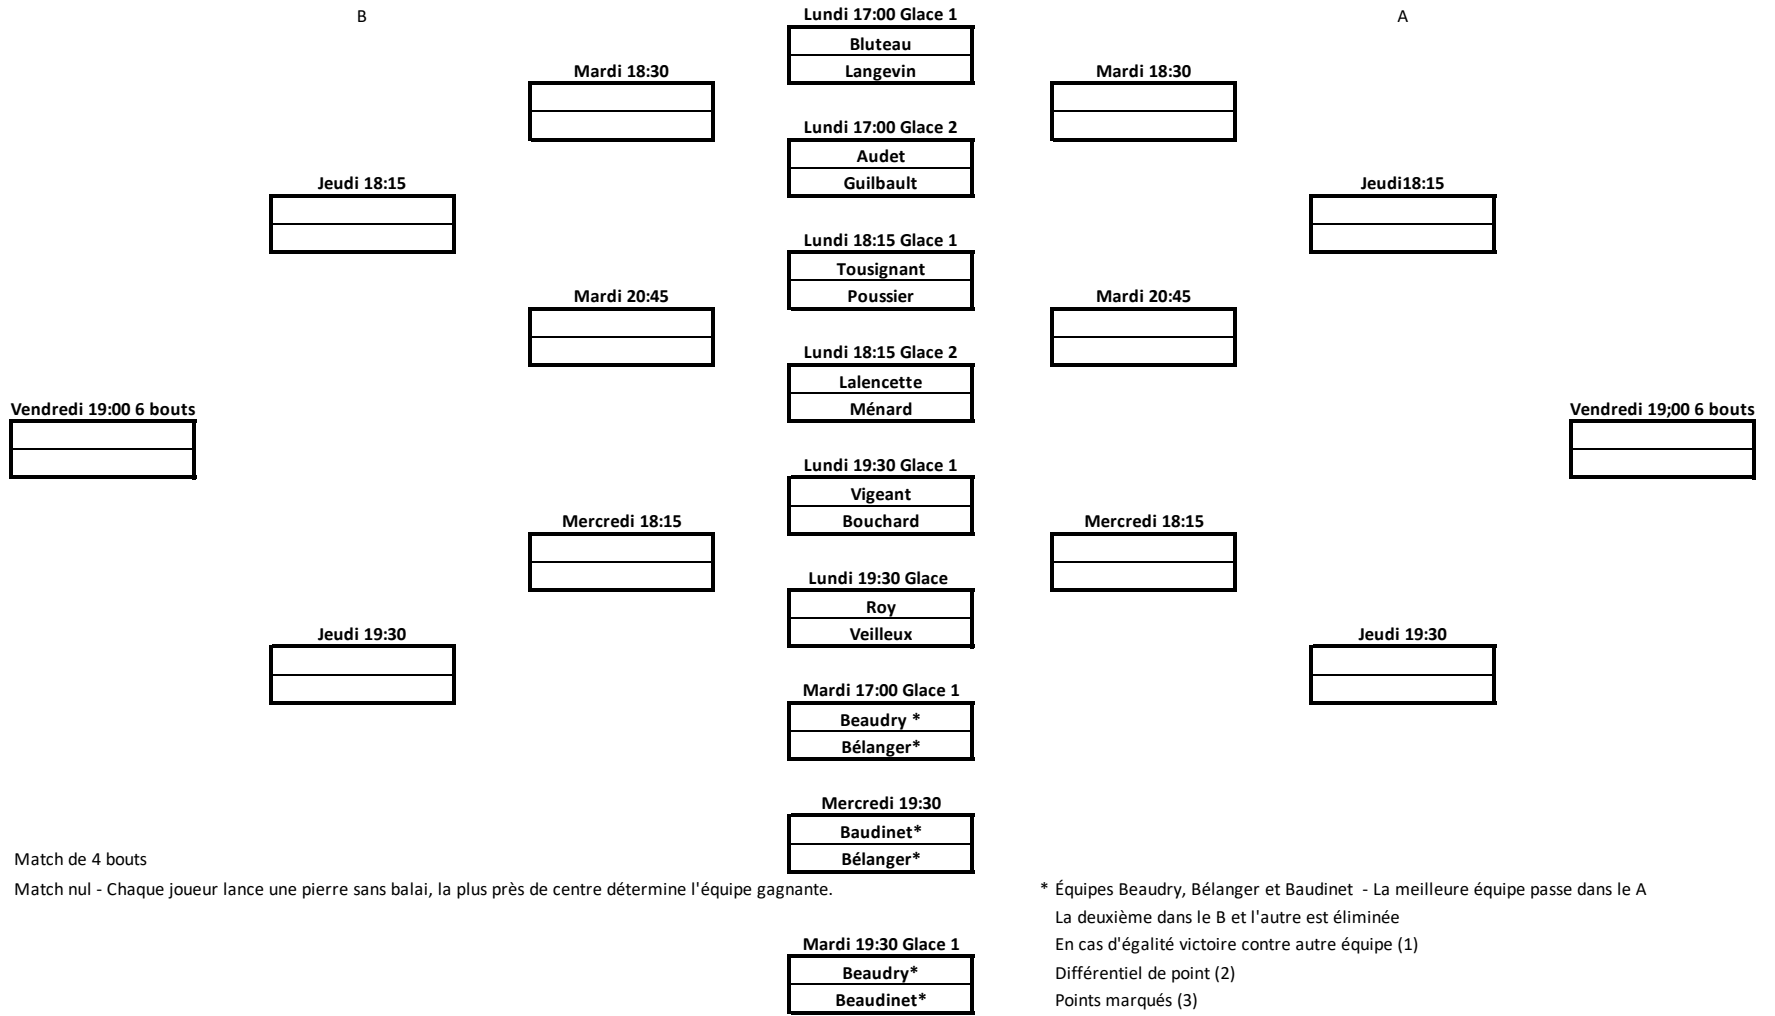 B
Lundi 17:00 Glace 1
A
Bluteau
Langevin
Mardi 18:30
Mardi 18:30
Lundi 17:00 Glace 2
Audet
Guilbault
Jeudi 18:15
Jeudi18:15
Lundi 18:15 Glace 1
Tousignant
Poussier
Mardi 20:45
Mardi 20:45
Lundi 18:15 Glace 2
Lalencette
Ménard
Vendredi 19:00 6 bouts
Vendredi 19;00 6 bouts
Lundi 19:30 Glace 1
Vigeant
Bouchard
Mercredi 18:15
Mercredi 18:15
Lundi 19:30 Glace
Roy
Veilleux
Jeudi 19:30
Jeudi 19:30
Mardi 17:00 Glace 1
Beaudry *
Bélanger*
Mercredi 19:30
Baudinet*
Bélanger*
Match de 4 bouts
Match nul - Chaque joueur lance une pierre sans balai, la plus près de centre détermine l'équipe gagnante.
* Équipes Beaudry, Bélanger et Baudinet - La meilleure équipe passe dans le A
La deuxième dans le B et l'autre est éliminée
En cas d'égalité victoire contre autre équipe (1)
Différentiel de point (2)
Points marqués (3)
Mardi 19:30 Glace 1
Beaudry*
Beaudinet*